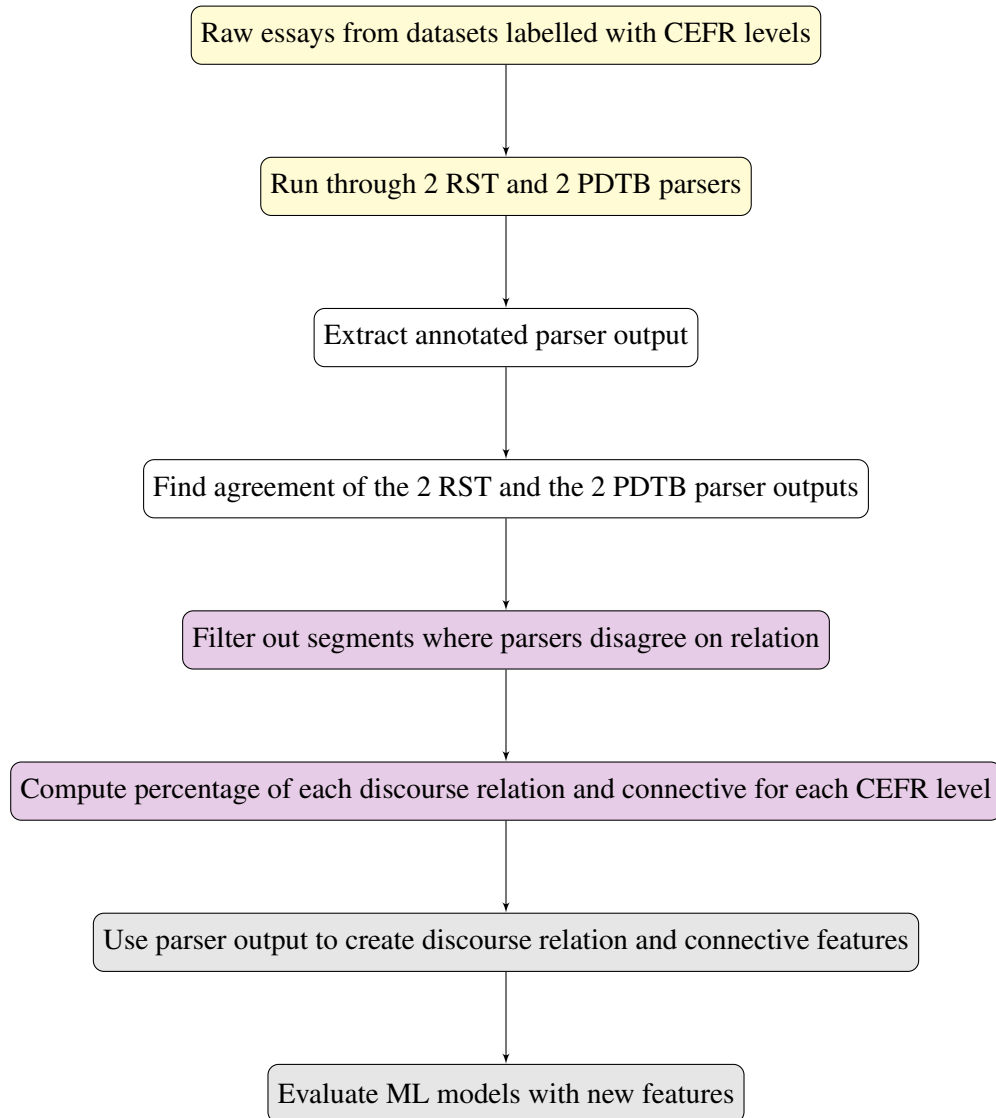 Raw essays from datasets labelled with CEFR levels
Run through 2 RST and 2 PDTB parsers
Extract annotated parser output
Find agreement of the 2 RST and the 2 PDTB parser outputs
Filter out segments where parsers disagree on relation
Compute percentage of each discourse relation and connective for each CEFR level
Use parser output to create discourse relation and connective features
Evaluate ML models with new features